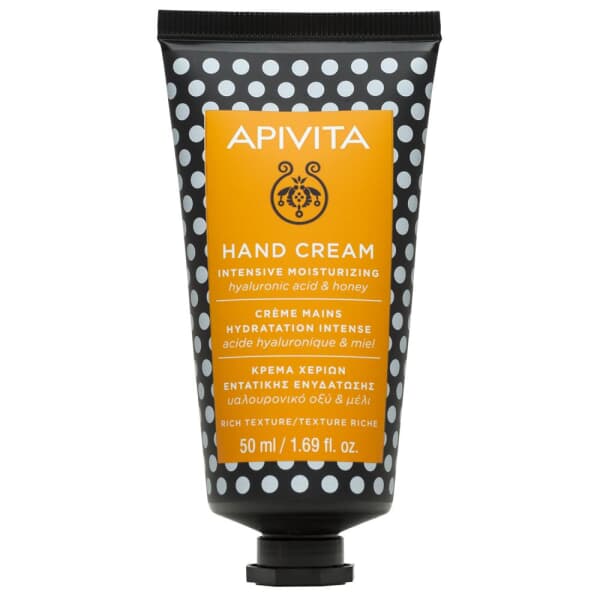 APIVITA
HAND CREAM
INTENSIVE MOISTURIZING
hyaluronic acid & honey
CRÈME MAINS
HYDRATATION INTENSE
acide hyaluronique & miel
ΚΡΕΜΑ ΧΕΡΙΩΝ
ΕΝΤΑΤΙΚΗΣ ΕΝΥΔΑΤΩΣΗΣ
υαλουρονικό οξύ & μέλι
RICH TEXTURE/TEXTURE RICHE
50 ml / 1.69 fl. oz.